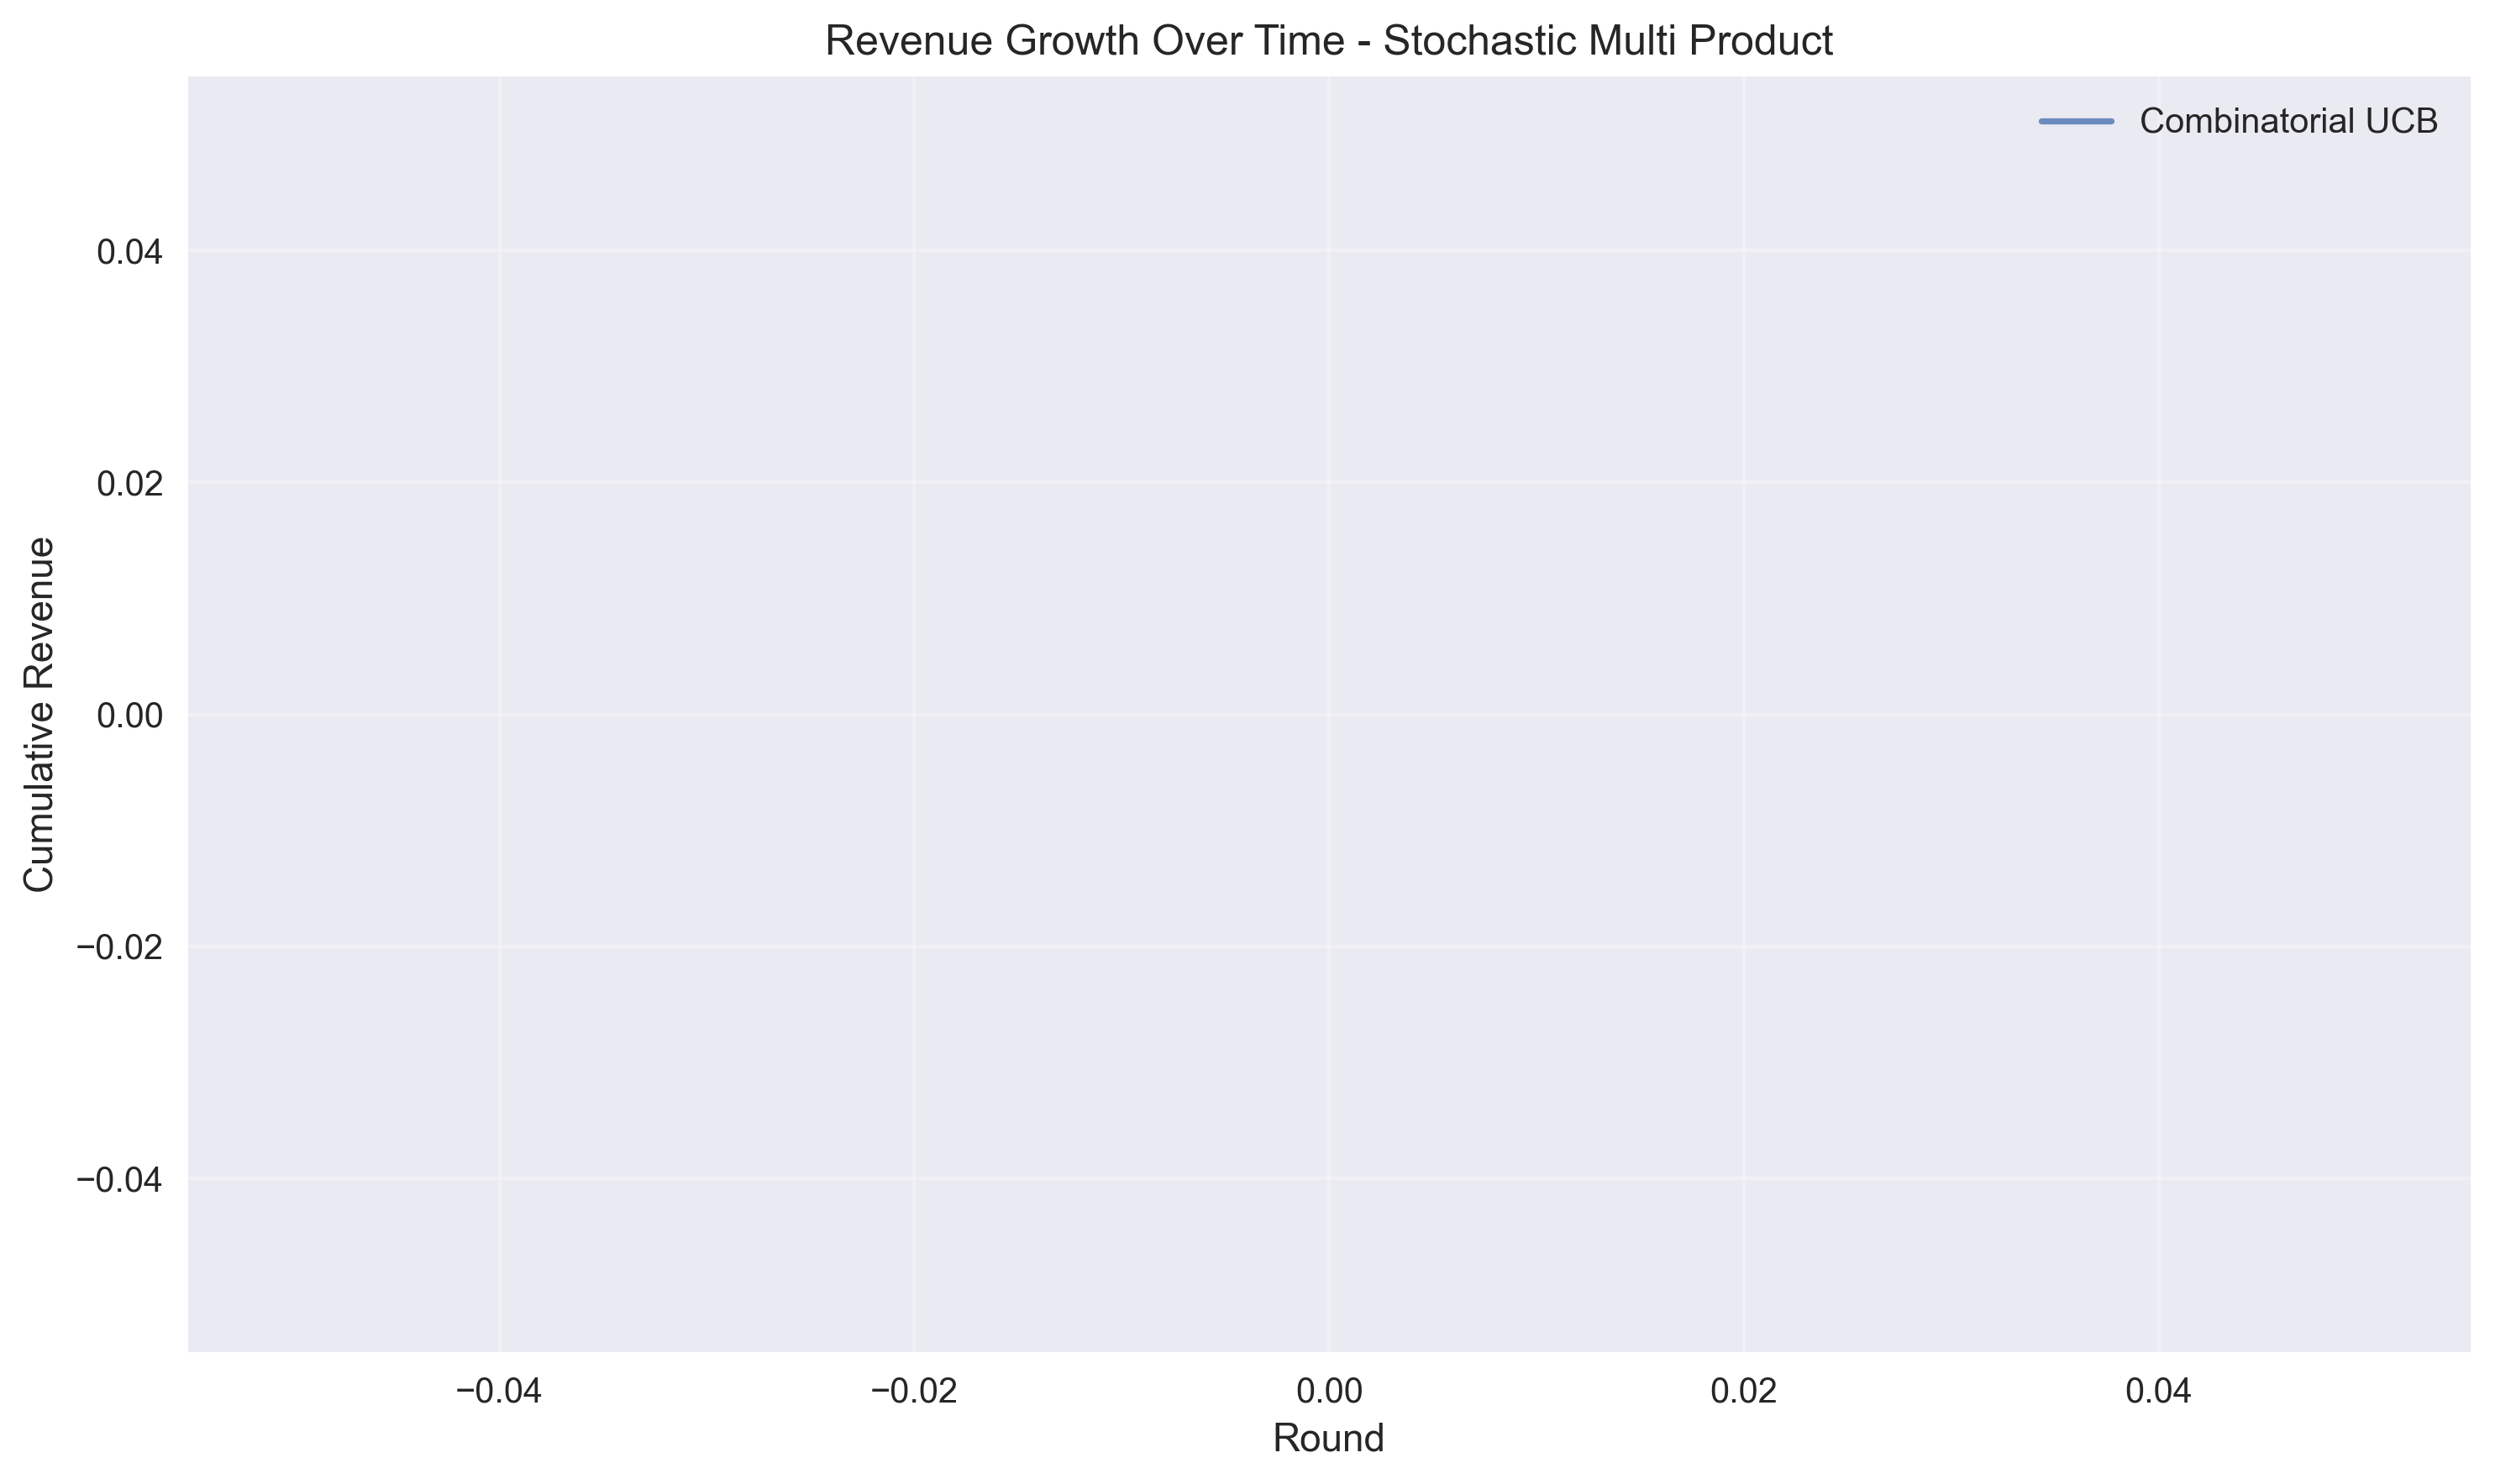 Revenue Growth Over Time - Stochastic Multi Product
Combinatorial UCB
0.04
0.02
0.00
−0.02
−0.04
Cumulative Revenue
−0.04 −0.02 0.00 0.02 0.04
Round